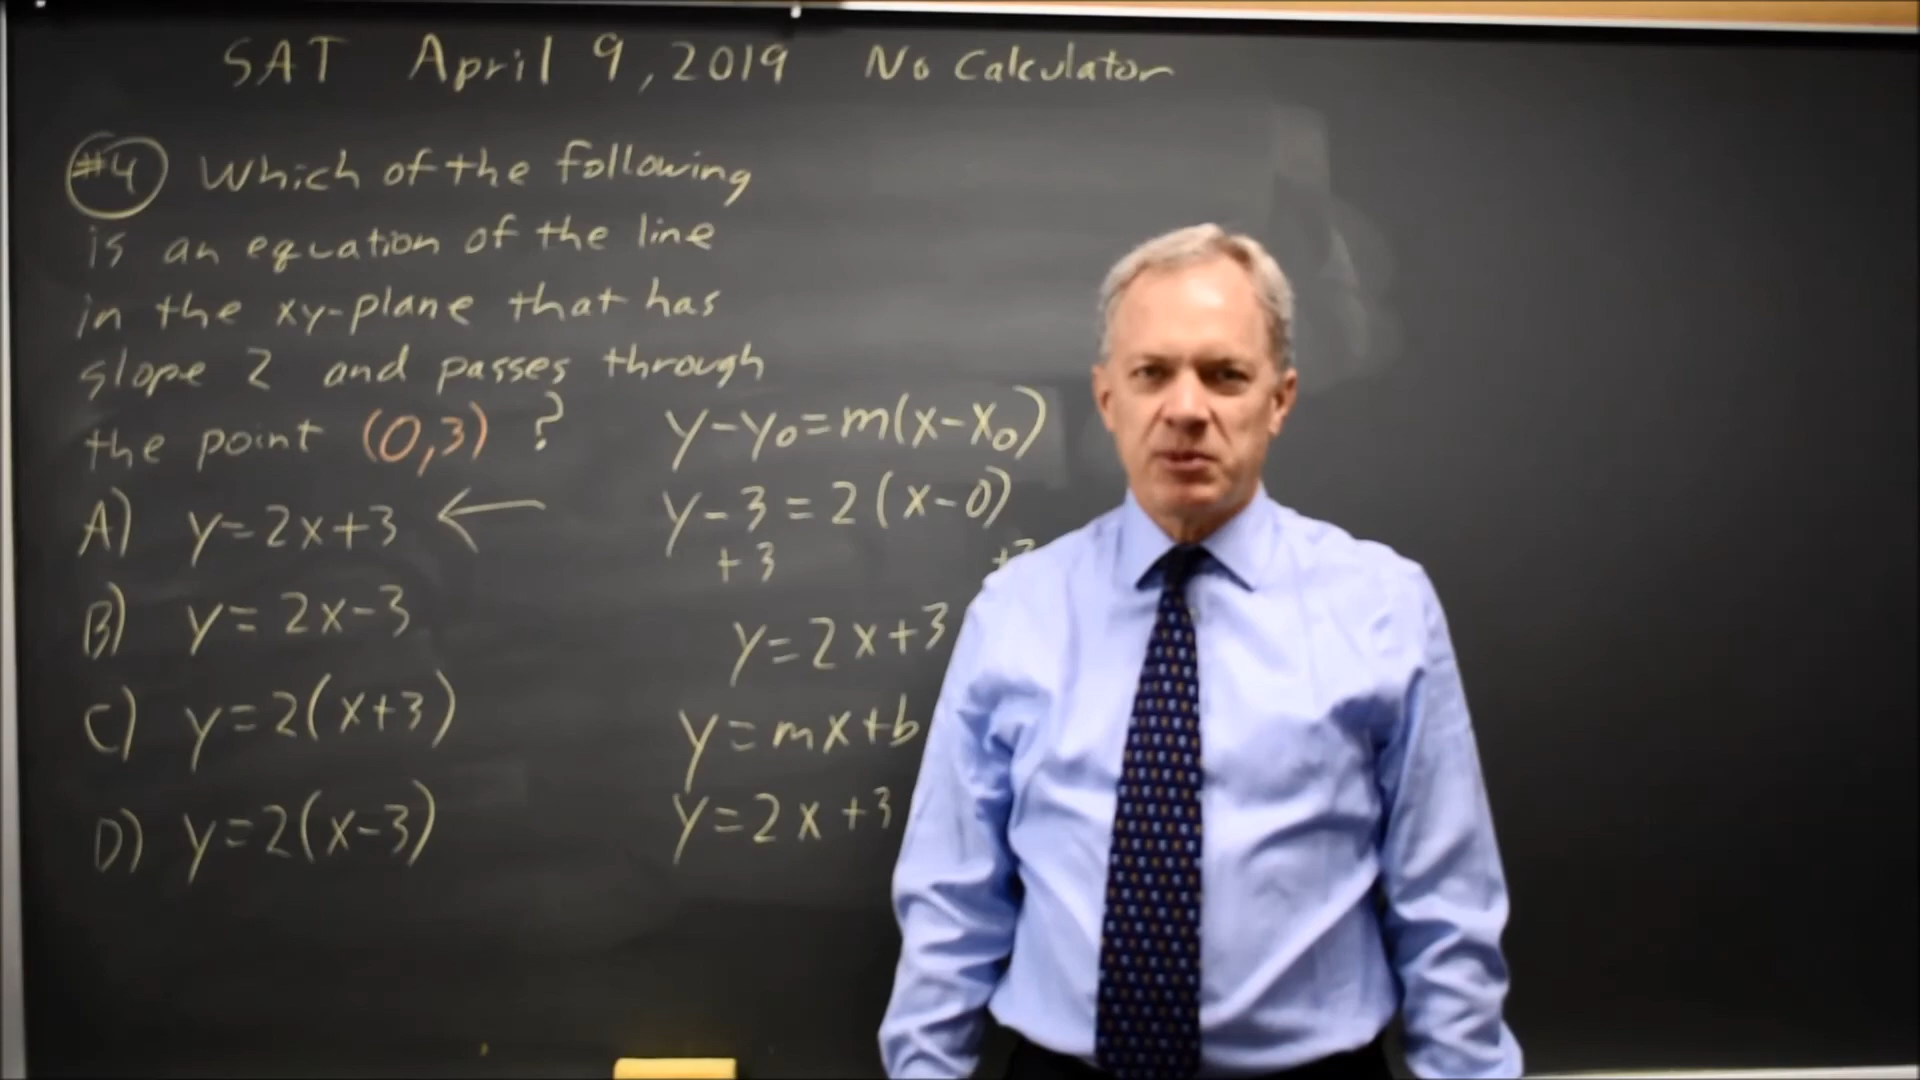 SAT April 9, 2019 No Calculator
#4 Which of the following
is an equation of the line
in the xy-plane that has
slope 2 and passes through
the point (0,3) ?
A) y=2x+3 ←
B) y=2x-3
C) y=2(x+3)
D) y=2(x-3)
y-y₀=m(x-x₀)
y-3=2(x-0)
+3 +3
y=2x+3
y=mx+b
y=2x+3